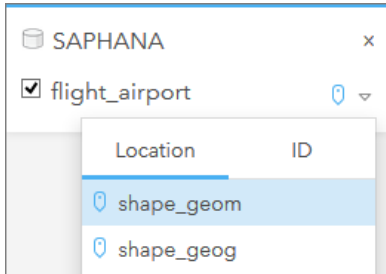 SAPHANA ×
flight_airport
Location ID
shape_geom
shape_geog